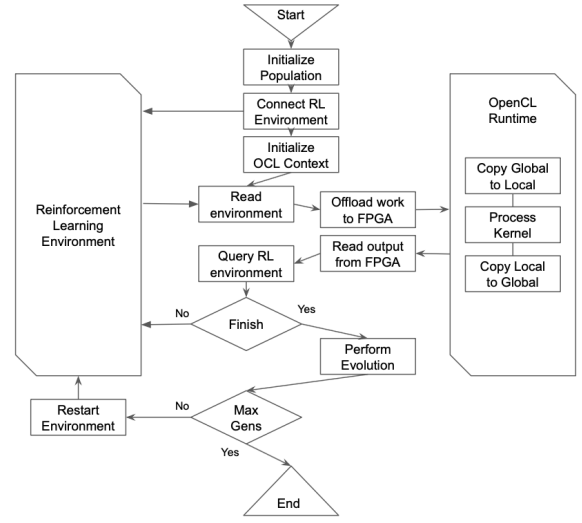 Start
Initialize
Population
Connect RL
Environment
Initialize
OCL Context
Read
environment
Offload work
to FPGA
Read output
from FPGA
Query RL
environment
Finish
No
Yes
Perform
Evolution
Max
Gens
No
Yes
Restart
Environment
End
Reinforcement
Learning
Environment
OpenCL
Runtime
Copy Global
to Local
Process
Kernel
Copy Local
to Global